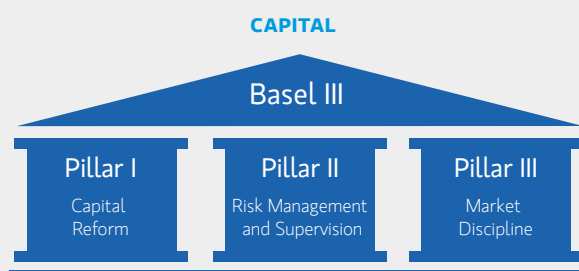 CAPITAL
Basel III
Pillar I
Capital
Reform
Pillar II
Risk Management
and Supervision
Pillar III
Market
Discipline